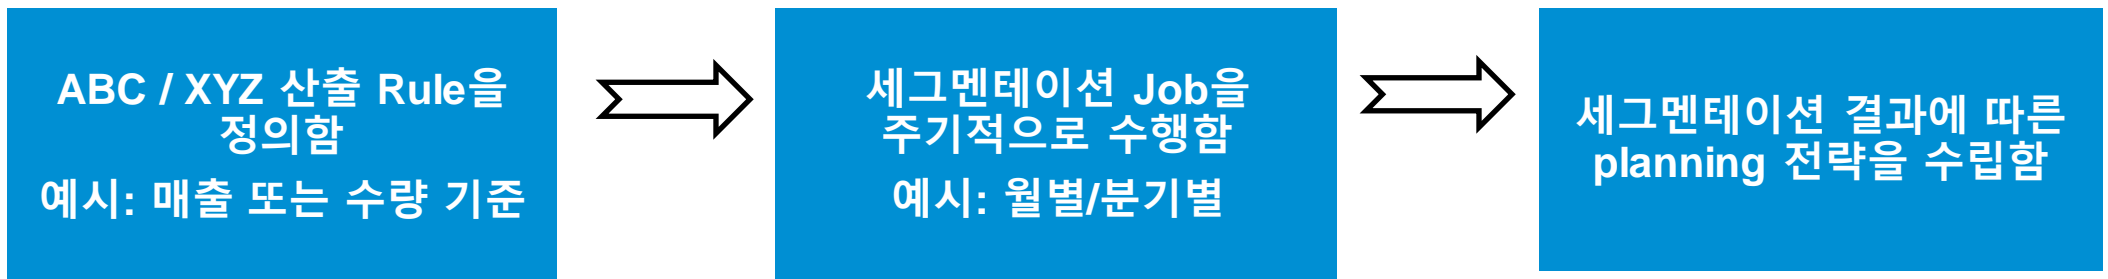 ABC / XYZ 산출 Rule을
정의함
예시: 매출 또는 수량 기준
세그멘테이션 Job을
주기적으로 수행함
예시: 월별/분기별
세그멘테이션 결과에 따른
planning 전략을 수립함